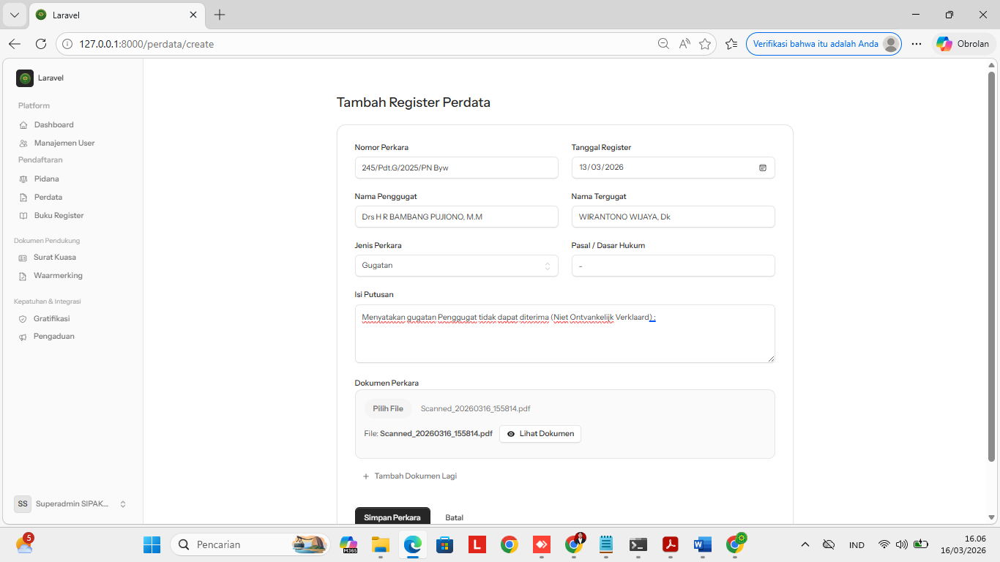 Laravel
127.0.0.1:8000/perdata/create
Verifikasi bahwa itu adalah Anda
Obrolan
Laravel
Platform
Dashboard
Manajemen User
Pendaftaran
Pidana
Perdata
Buku Register
Dokumen Pendukung
Surat Kuasa
Waarmerking
Kepatuhan & Integrasi
Gratifikasi
Pengaduan
SS Superadmin SIPAK...
Tambah Register Perdata
Nomor Perkara Tanggal Register
245/Pdt.G/2025/PN Byw 13/03/2026
Nama Penggugat Nama Tergugat
Drs H R BAMBANG PUJIONO, M.M WIRANTONO WIJAYA, Dk
Jenis Perkara Pasal / Dasar Hukum
Gugatan -
Isi Putusan
Menyatakan gugatan Penggugat tidak dapat diterima (Niet Ontvankelijk Verklaard) ;
Dokumen Perkara
Pilih File Scanned_20260316_155814.pdf
File: Scanned_20260316_155814.pdf Lihat Dokumen
+ Tambah Dokumen Lagi
Simpan Perkara Batal
5
Pencarian
M365
L
IND
16.06
16/03/2026